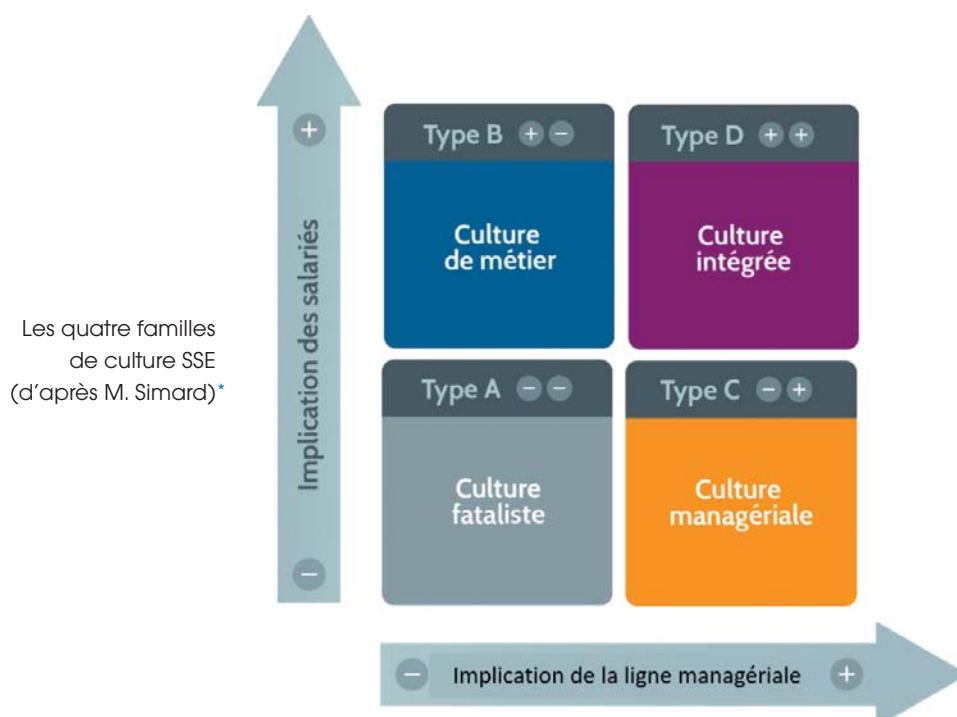 Les quatre familles
de culture SSE
(d'après M. Simard)*
+
Implication des salariés
−
Type B + −
Culture
de métier
Type D + +
Culture
intégrée
Type A − −
Culture
fataliste
Type C − +
Culture
managériale
− Implication de la ligne managériale +